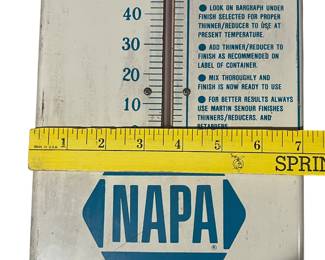 40
30
20
10
● LOOK ON BARGRAPH UNDER
FINISH SELECTED FOR PROPER
THINNER/REDUCER TO USE AT
PRESENT TEMPERATURE.
● ADD THINNER/REDUCER TO
FINISH AS RECOMMENDED ON
LABEL OF CONTAINER.
● MIX THOROUGHLY AND
FINISH IS NOW READY TO USE
● FOR BETTER RESULTS ALWAYS
USE MARTIN SENOUR FINISHES
THINNERS/REDUCERS. AND
RETARDERS
1 2 3 4 5 6 7
MADE IN U.S.A.
SPRIN
NAPA
®